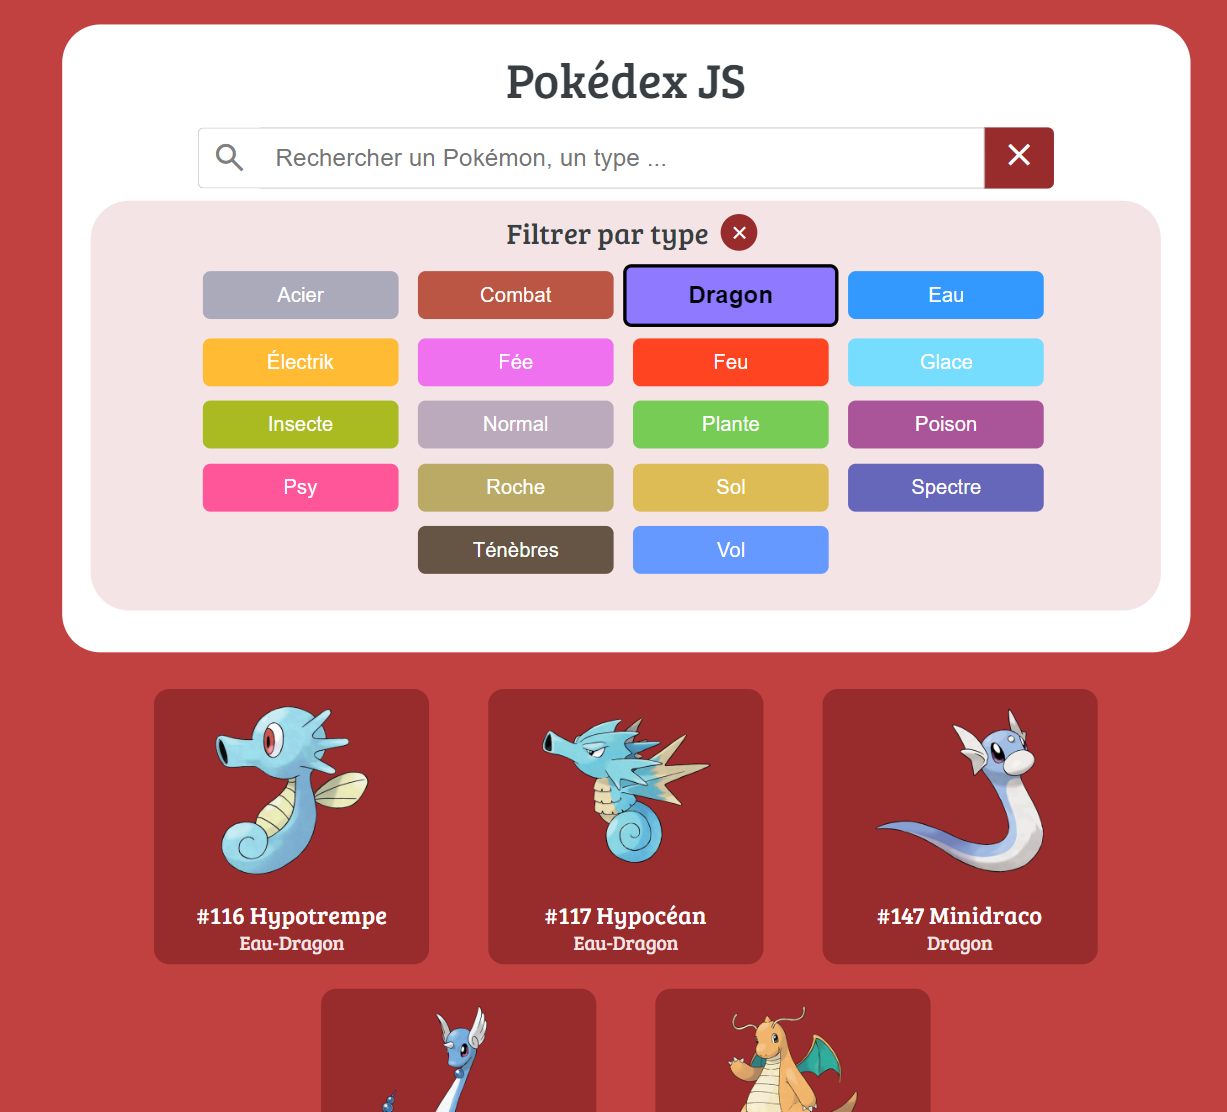 Pokédex JS
Rechercher un Pokémon, un type ...
Filtrer par type
Acier Combat Dragon Eau
Électrik Fée Feu Glace
Insecte Normal Plante Poison
Psy Roche Sol Spectre
Ténèbres Vol
#116 Hypotrempe #117 Hypocéan #147 Minidraco
Eau-Dragon Eau-Dragon Dragon